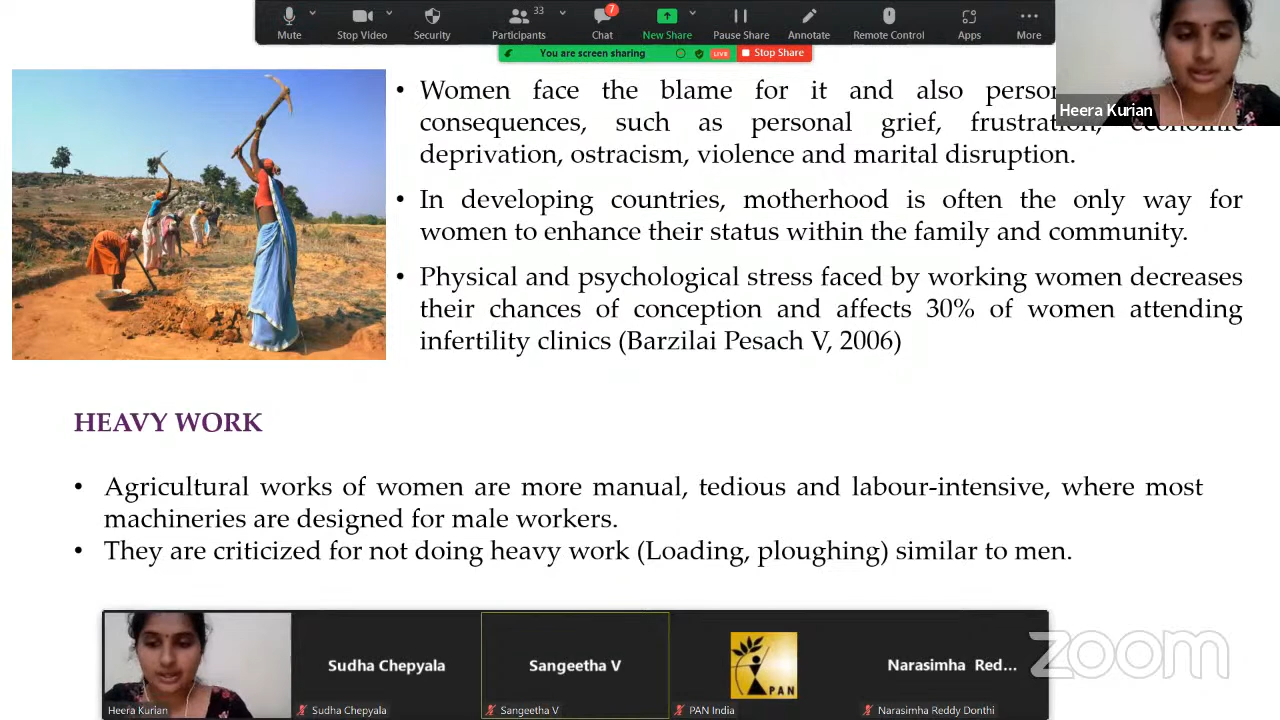 33
7
Mute
Stop Video
Security
Participants
Chat
New Share
Pause Share
Annotate
Remote Control
Apps
More
You are screen sharing
LIVE
Stop Share
Heera Kurian
• Women face the blame for it and also
consequences, such as personal grief, frustration,
deprivation, ostracism, violence and marital disruption.
• In developing countries, motherhood is often the only way for
women to enhance their status within the family and community.
• Physical and psychological stress faced by working women decreases
their chances of conception and affects 30% of women attending
infertility clinics (Barzilai Pesach V, 2006)
HEAVY WORK
• Agricultural works of women are more manual, tedious and labour-intensive, where most
machineries are designed for male workers.
• They are criticized for not doing heavy work (Loading, ploughing) similar to men.
Sudha Chepyala
Sangeetha V
PAN
Narasimha Red...
zoom
Heera Kurian
Sudha Chepyala
Sangeetha V
PAN India
Narasimha Reddy Donthi